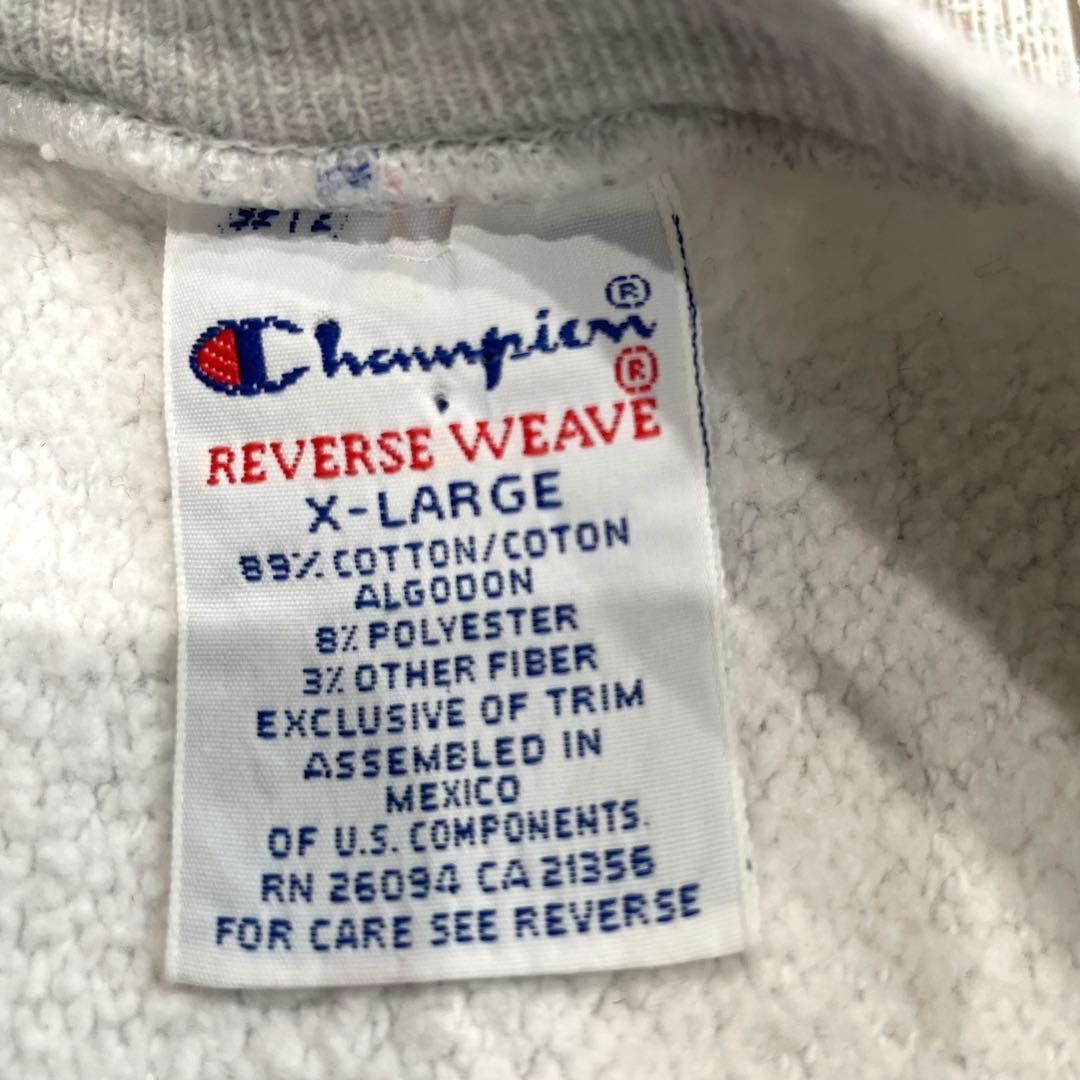 Champion®
®
REVERSE WEAVE
X-LARGE
89% COTTON/COTON
ALGODON
8% POLYESTER
3% OTHER FIBER
EXCLUSIVE OF TRIM
ASSEMBLED IN
MEXICO
OF U.S. COMPONENTS.
RN 26094 CA 21356
FOR CARE SEE REVERSE